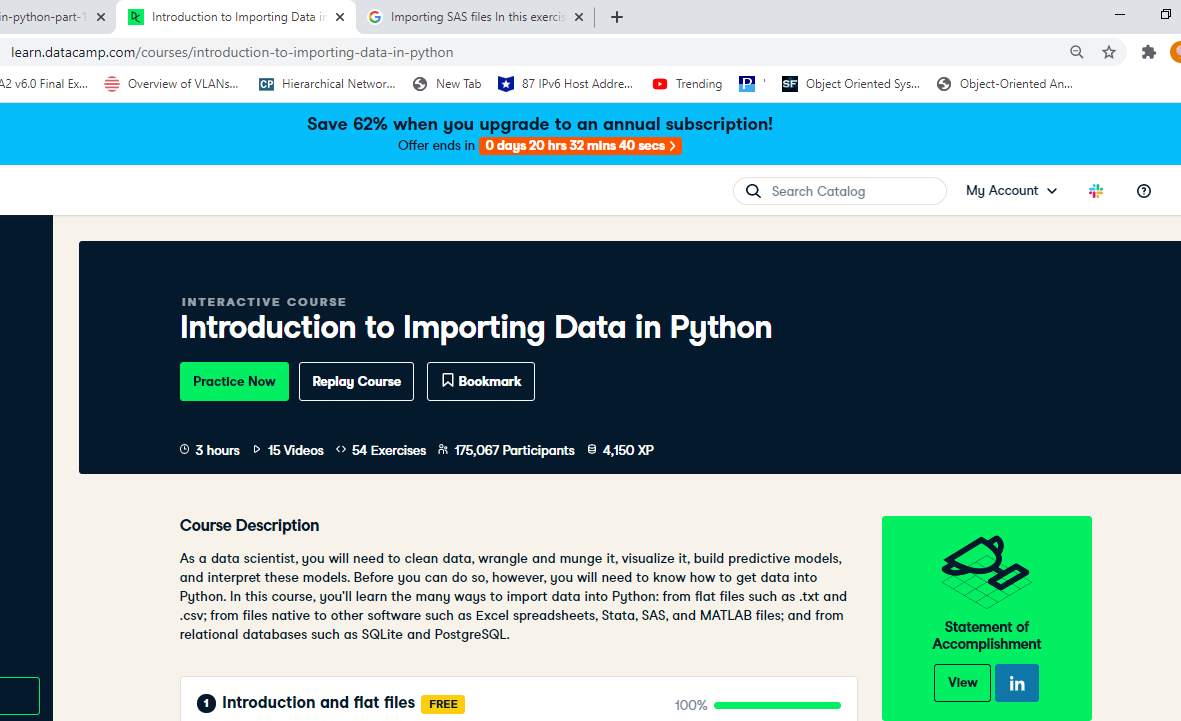 in-python-part-1
Introduction to Importing Data in
Importing SAS files In this exercis
learn.datacamp.com/courses/introduction-to-importing-data-in-python
A2 v6.0 Final Ex...
Overview of VLANs...
CP
Hierarchical Networ...
New Tab
87 IPv6 Host Addre...
Trending
P
'
SF
Object Oriented Sys...
Object-Oriented An...
Save 62% when you upgrade to an annual subscription!
Offer ends in 0 days 20 hrs 32 mins 40 secs
Search Catalog
My Account
INTERACTIVE COURSE
Introduction to Importing Data in Python
Practice Now
Replay Course
Bookmark
3 hours
15 Videos
54 Exercises
175,067 Participants
4,150 XP
Course Description
As a data scientist, you will need to clean data, wrangle and munge it, visualize it, build predictive models,
and interpret these models. Before you can do so, however, you will need to know how to get data into
Python. In this course, you'll learn the many ways to import data into Python: from flat files such as .txt and
.csv; from files native to other software such as Excel spreadsheets, Stata, SAS, and MATLAB files; and from
relational databases such as SQLite and PostgreSQL.
Statement of
Accomplishment
View
in
1 Introduction and flat files FREE
100%